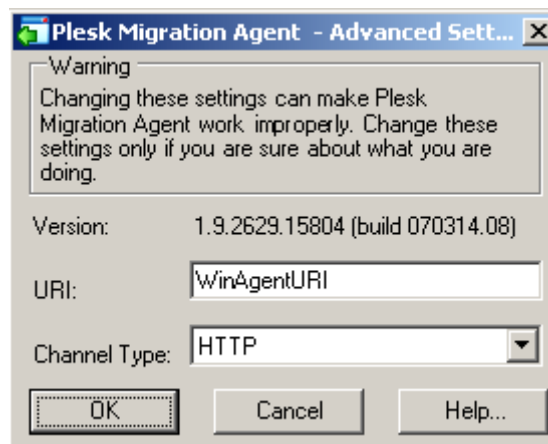 Plesk Migration Agent - Advanced Sett...
Warning
Changing these settings can make Plesk
Migration Agent work improperly. Change these
settings only if you are sure about what you are
doing.
Version: 1.9.2629.15804 (build 070314.08)
URI: WinAgentURI
Channel Type: HTTP
OK Cancel Help...